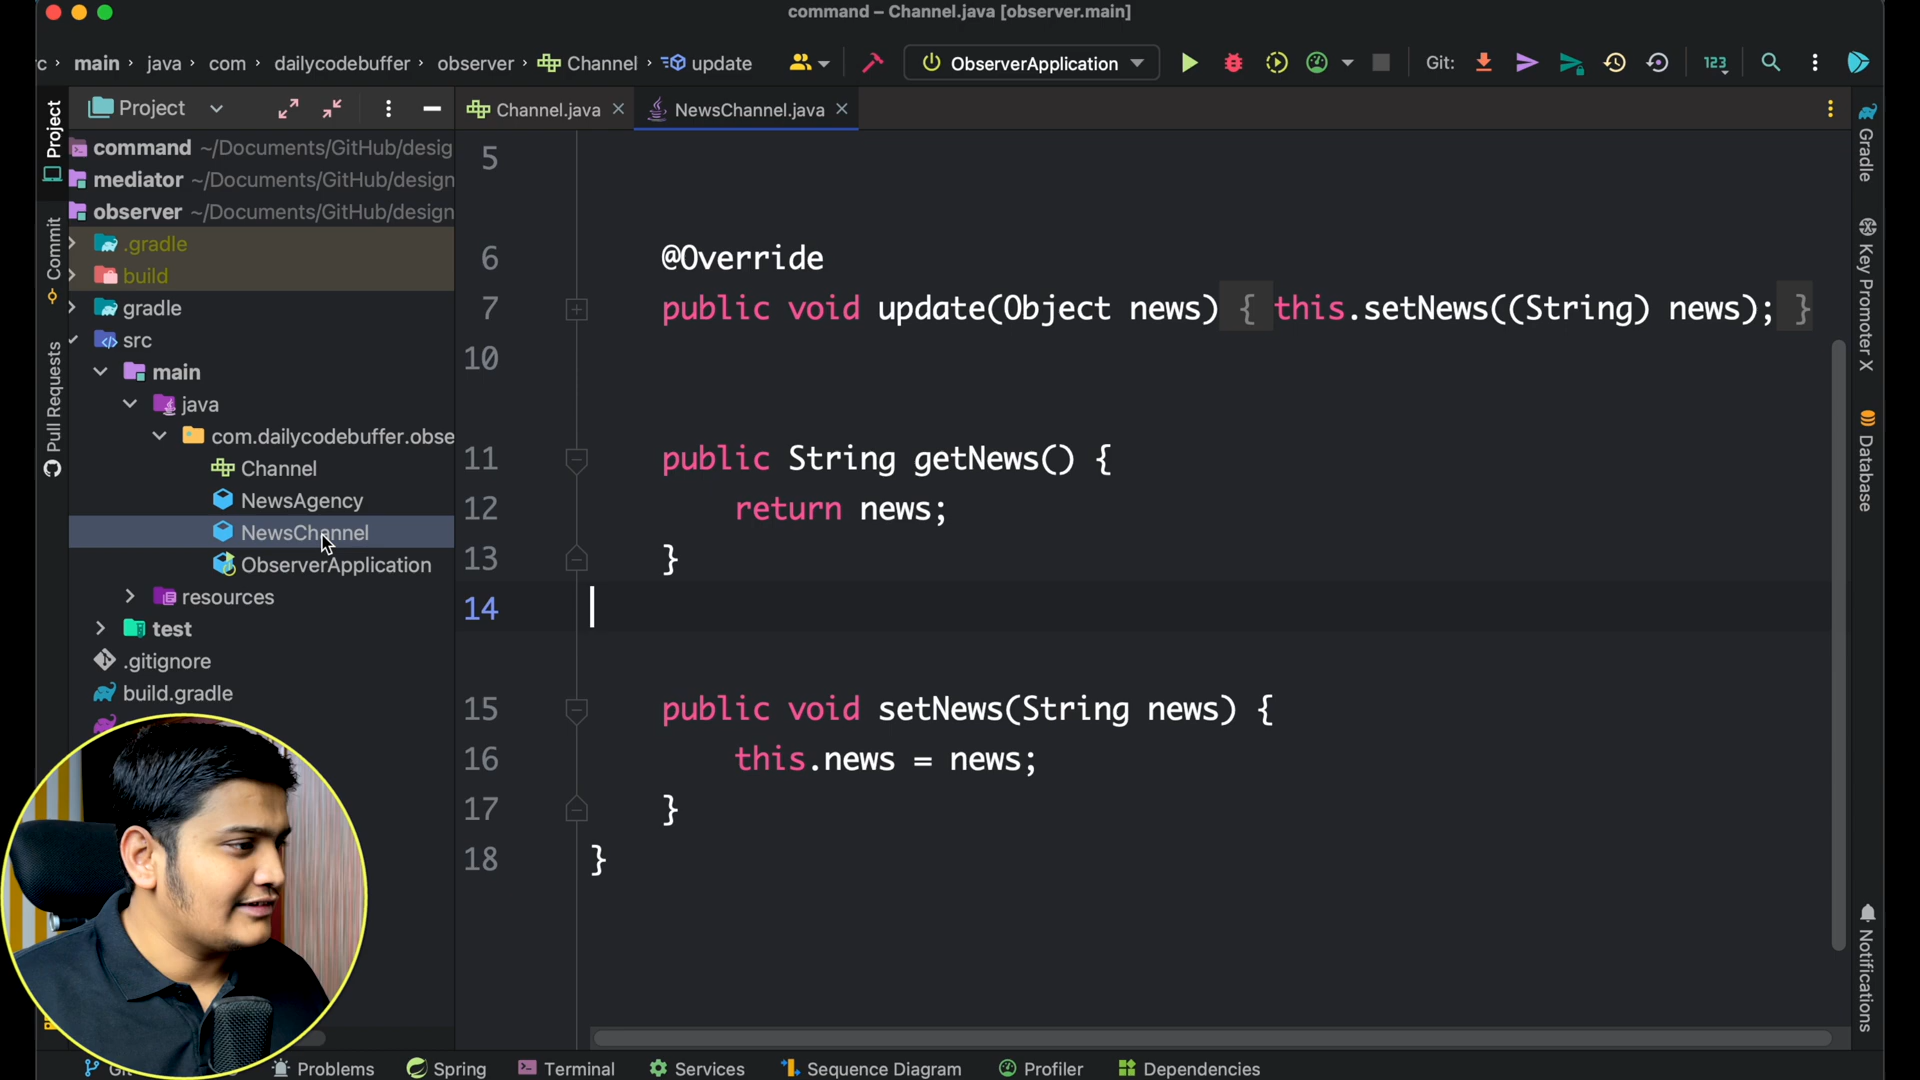 command – Channel.java [observer.main]
main > java > com > dailycodebuffer > observer > Channel > update
ObserverApplication
Git:
123
Project
Channel.java
NewsChannel.java
Project
Commit
Pull Requests
command ~/Documents/GitHub/desig
mediator ~/Documents/GitHub/design
observer ~/Documents/GitHub/design
.gradle
build
gradle
src
main
java
com.dailycodebuffer.obse
Channel
NewsAgency
NewsChannel
ObserverApplication
resources
test
.gitignore
build.gradle
5
6 @Override
7 public void update(Object news) { this.setNews((String) news); }
10
11 public String getNews() {
12 return news;
13 }
14
15 public void setNews(String news) {
16 this.news = news;
17 }
18 }
Gradle
Key Promoter X
Database
Notifications
Problems
Spring
Terminal
Services
Sequence Diagram
Profiler
Dependencies